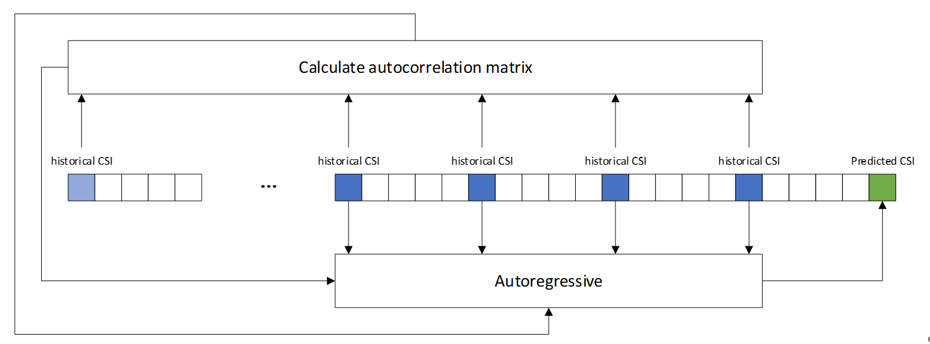 Calculate autocorrelation matrix
historical CSI
historical CSI
historical CSI
historical CSI
historical CSI
Predicted CSI
...
Autoregressive